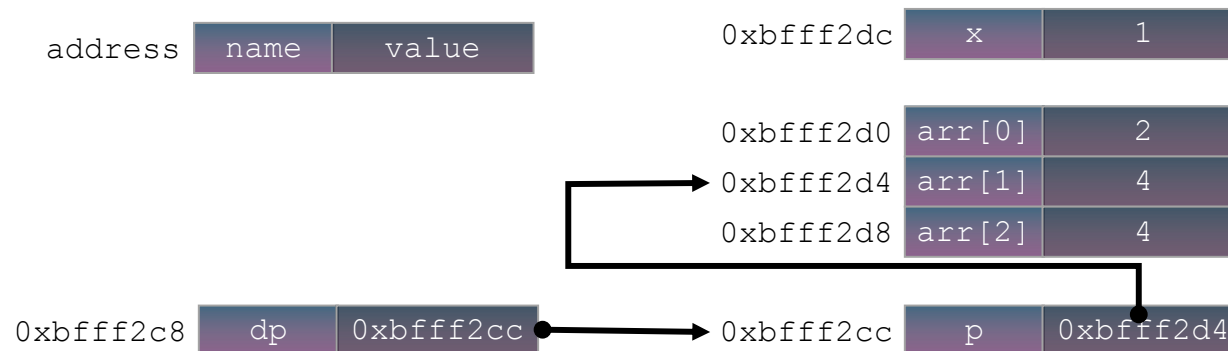 address name value
0xbfff2dc x 1
0xbfff2d0 arr[0] 2
0xbfff2d4 arr[1] 4
0xbfff2d8 arr[2] 4
0xbfff2c8 dp 0xbfff2cc 0xbfff2cc p 0xbfff2d4